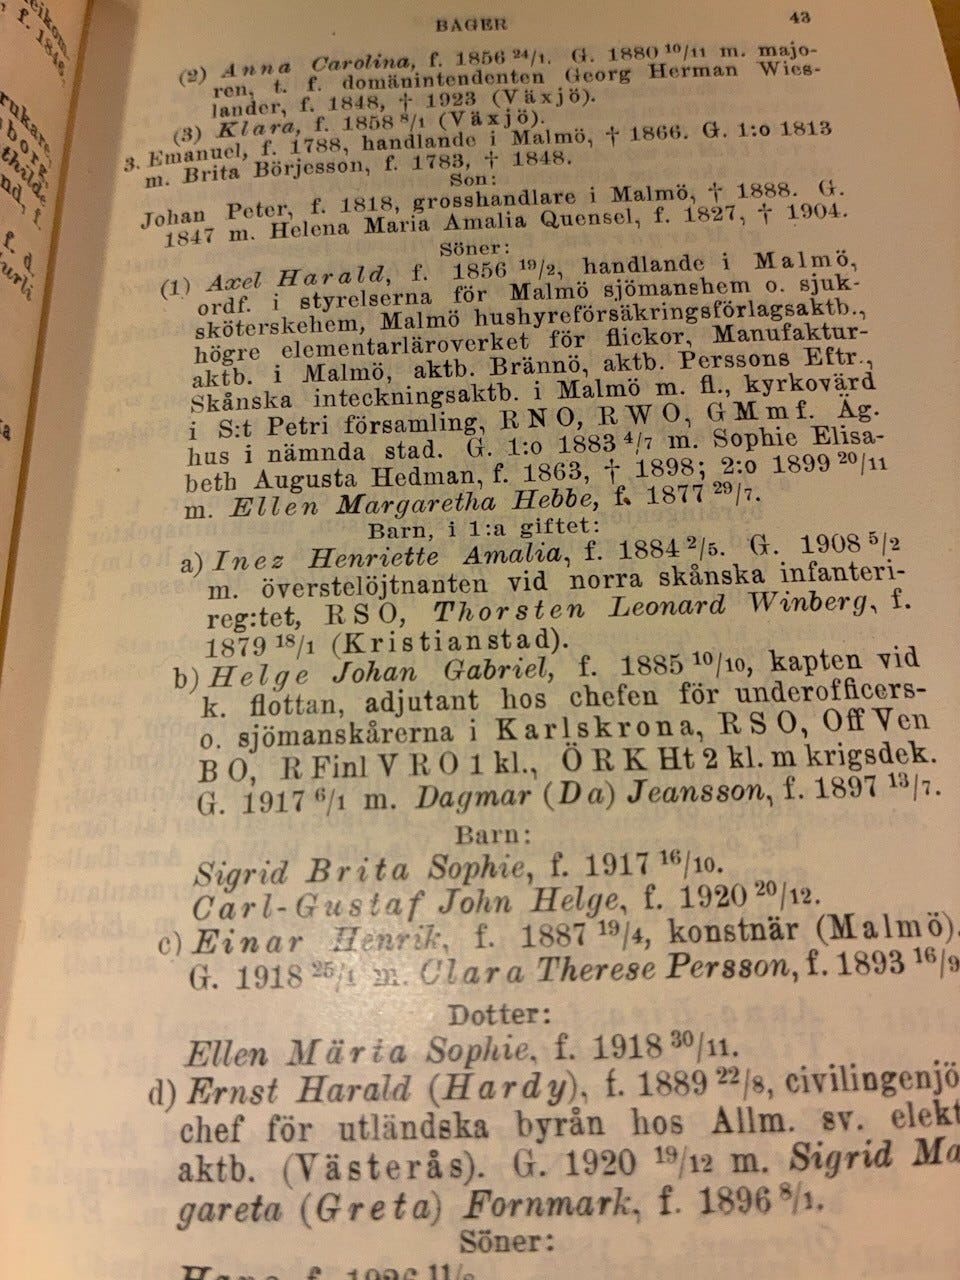 BAGER
43
(2) Anna Carolina, f. 1856 24/1. G. 1880 10/11 m. majo-
ren, t. f. domänintendenten Georg Herman Wies-
lander, f. 1848, † 1923 (Växjö).
(3) Klara, f. 1858 8/1 (Växjö).
3. Emanuel, f. 1788, handlande i Malmö, † 1866. G. 1:o 1813
m. Brita Börjesson, f. 1783, † 1848.
Son:
Johan Peter, f. 1818, grosshandlare i Malmö, † 1888. G.
1847 m. Helena Maria Amalia Quensel, f. 1827, † 1904.
Söner:
(1) Axel Harald, f. 1856 19/2, handlande i Malmö,
ordf. i styrelserna för Malmö sjömanshem o. sjuk-
sköterskehem, Malmö hushyreförsäkringsförlagsaktb.,
högre elementarläroverket för flickor, Manufaktur-
aktb. i Malmö, aktb. Brännö, aktb. Perssons Eftr.,
Skånska inteckningsaktb. i Malmö m. fl., kyrkovärd
i S:t Petri församling, R N O, R W O, G M m f. Äg.
hus i nämnda stad. G. 1:o 1883 4/7 m. Sophie Elisa-
beth Augusta Hedman, f. 1863, † 1898; 2:o 1899 20/11
m. Ellen Margaretha Hebbe, f. 1877 29/7.
Barn, i 1:a giftet:
a) Inez Henriette Amalia, f. 1884 2/5. G. 1908 5/2
m. överstelöjtnanten vid norra skånska infanteri-
reg:tet, R S O, Thorsten Leonard Winberg, f.
1879 18/1 (Kristianstad).
b) Helge Johan Gabriel, f. 1885 10/10, kapten vid
k. flottan, adjutant hos chefen för underofficers-
o. sjömanskårerna i Karlskrona, R S O, Off Ven
B O, R Finl V R O 1 kl., Ö R K Ht 2 kl. m krigsdek.
G. 1917 6/1 m. Dagmar (Da) Jeansson, f. 1897 13/7.
Barn:
Sigrid Brita Sophie, f. 1917 16/10.
Carl-Gustaf John Helge, f. 1920 20/12.
c) Einar Henrik, f. 1887 19/4, konstnär (Malmö).
G. 1918 25/1 m. Clara Therese Persson, f. 1893 16/9
Dotter:
Ellen Märta Sophie, f. 1918 30/11.
d) Ernst Harald (Hardy), f. 1889 22/8, civilingenjö
chef för utländska byrån hos Allm. sv. elekt
aktb. (Västerås). G. 1920 19/12 m. Sigrid Ma
gareta (Greta) Fornmark, f. 1896 8/1.
Söner: